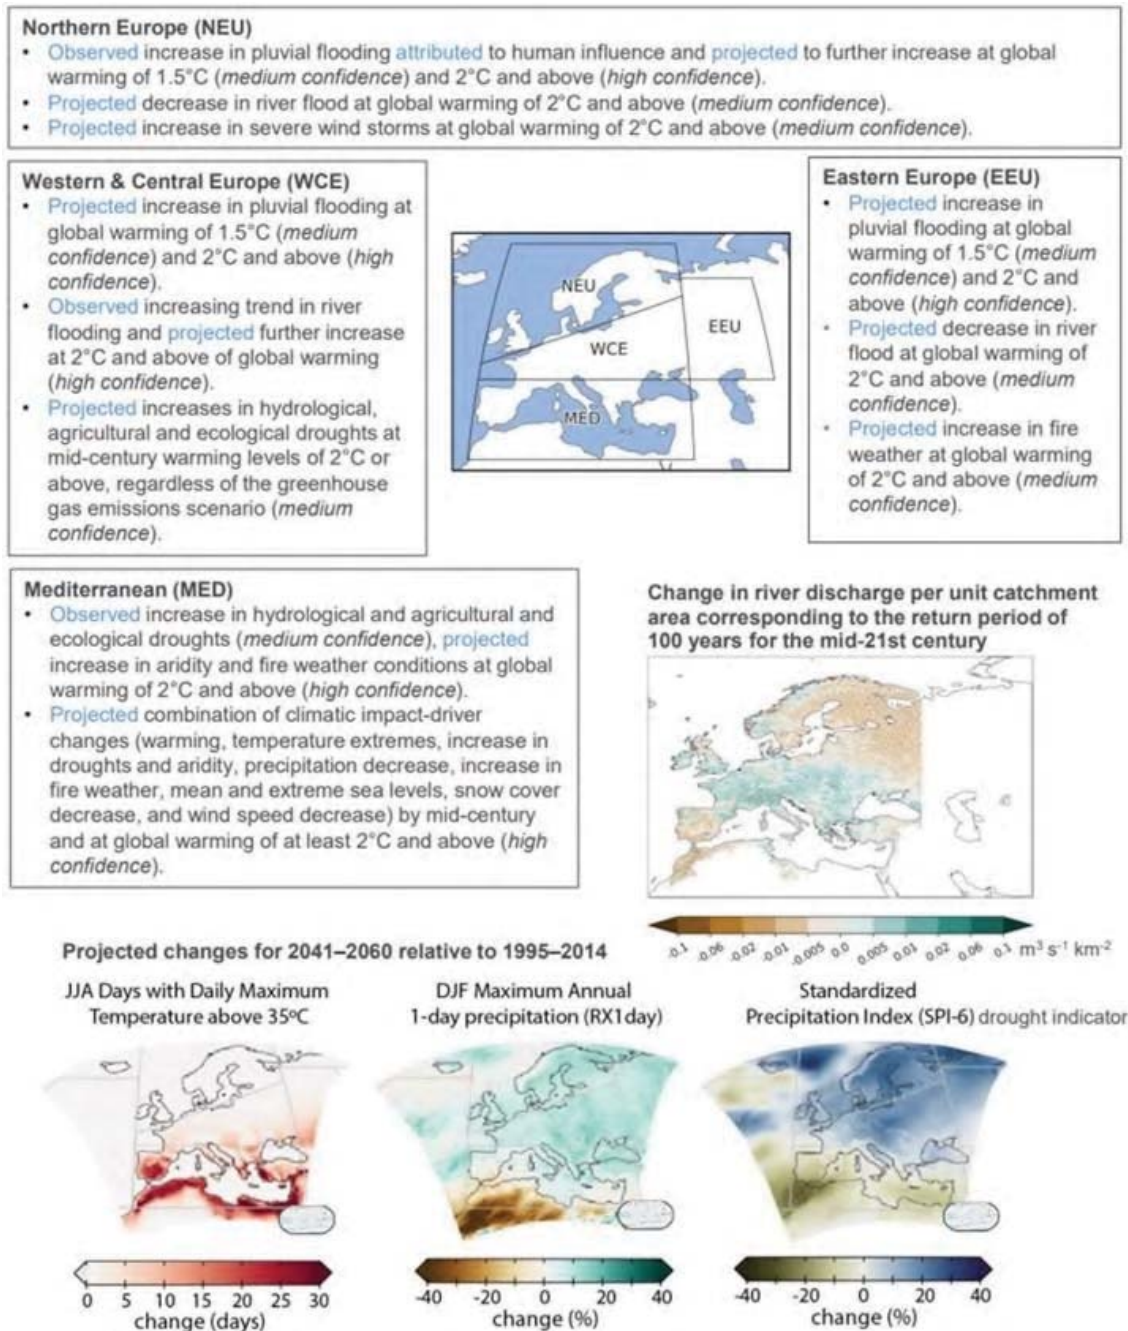 Northern Europe (NEU)
• Observed increase in pluvial flooding attributed to human influence and projected to further increase at global
warming of 1.5°C (medium confidence) and 2°C and above (high confidence).
• Projected decrease in river flood at global warming of 2°C and above (medium confidence).
• Projected increase in severe wind storms at global warming of 2°C and above (medium confidence).
Western & Central Europe (WCE)
• Projected increase in pluvial flooding at
global warming of 1.5°C (medium
confidence) and 2°C and above (high
confidence).
• Observed increasing trend in river
flooding and projected further increase
at 2°C and above of global warming
(high confidence).
• Projected increases in hydrological,
agricultural and ecological droughts at
mid-century warming levels of 2°C or
above, regardless of the greenhouse
gas emissions scenario (medium
confidence).
NEU
EEU
WCE
MED
Eastern Europe (EEU)
• Projected increase in
pluvial flooding at global
warming of 1.5°C (medium
confidence) and 2°C and
above (high confidence).
• Projected decrease in river
flood at global warming of
2°C and above (medium
confidence).
• Projected increase in fire
weather at global warming
of 2°C and above (medium
confidence).
Mediterranean (MED)
• Observed increase in hydrological and agricultural and
ecological droughts (medium confidence), projected
increase in aridity and fire weather conditions at global
warming of 2°C and above (high confidence).
• Projected combination of climatic impact-driver
changes (warming, temperature extremes, increase in
droughts and aridity, precipitation decrease, increase in
fire weather, mean and extreme sea levels, snow cover
decrease, and wind speed decrease) by mid-century
and at global warming of at least 2°C and above (high
confidence).
Change in river discharge per unit catchment
area corresponding to the return period of
100 years for the mid-21st century
-0.1 -0.06 -0.02 -0.01 -0.005 0.0 0.005 0.01 0.02 0.06 0.1 m³ s⁻¹ km⁻²
Projected changes for 2041–2060 relative to 1995–2014
JJA Days with Daily Maximum
Temperature above 35ºC
0 5 10 15 20 25 30
change (days)
DJF Maximum Annual
1-day precipitation (RX1day)
-40 -20 0 20 40
change (%)
Standardized
Precipitation Index (SPI-6) drought indicator
-40 -20 0 20 40
change (%)